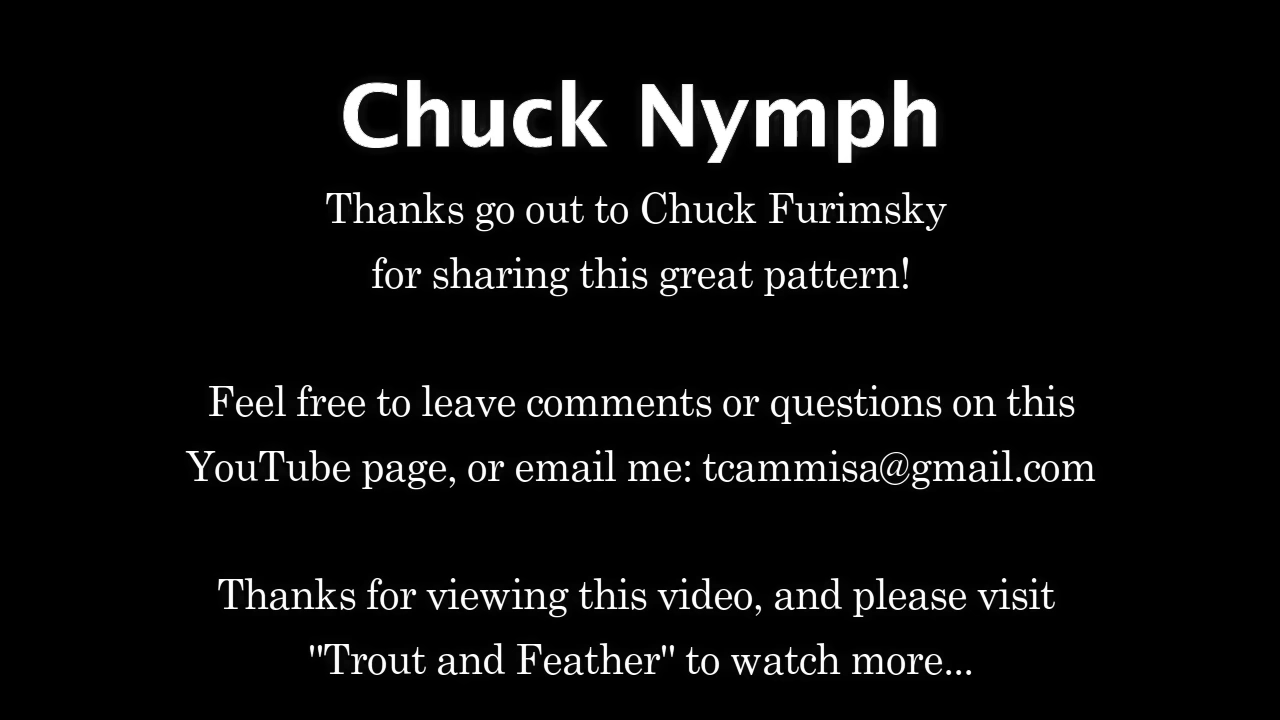 Chuck Nymph
Thanks go out to Chuck Furimsky
for sharing this great pattern!
Feel free to leave comments or questions on this
YouTube page, or email me: tcammisa@gmail.com
Thanks for viewing this video, and please visit
"Trout and Feather" to watch more...